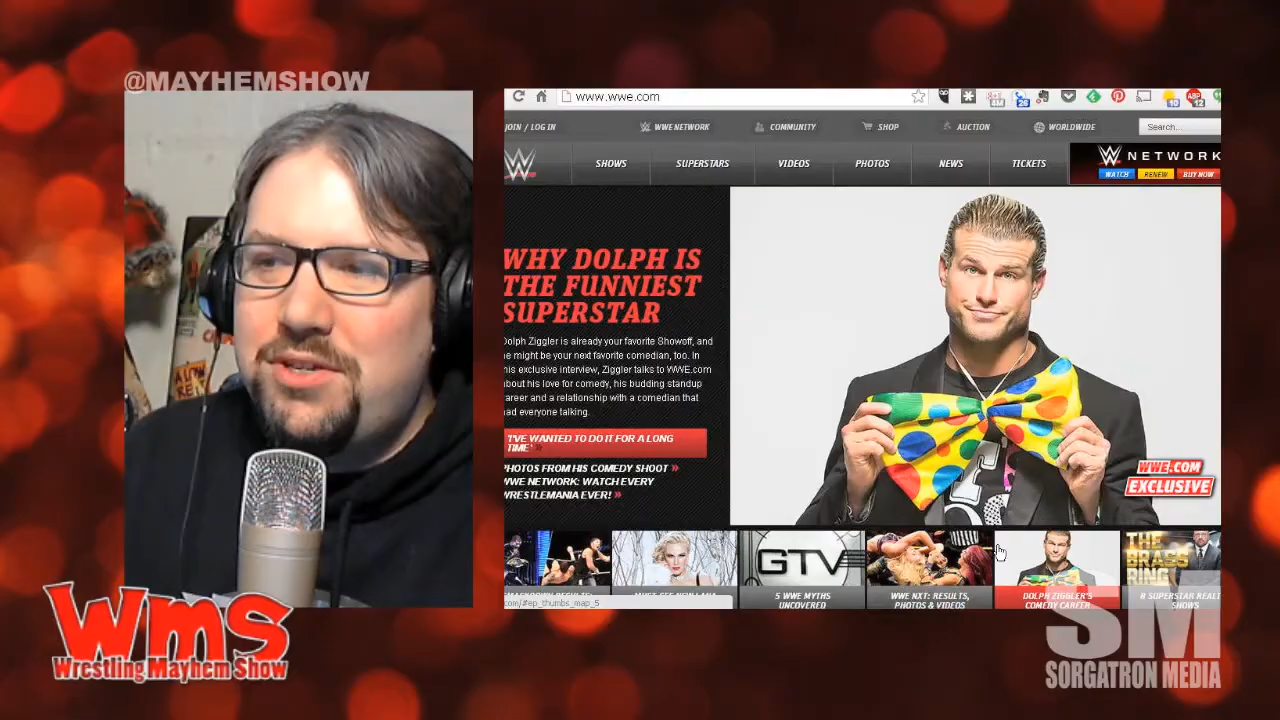 @MAYHEMSHOW
www.wwe.com
JOIN / LOG IN
WWE NETWORK
COMMUNITY
SHOP
AUCTION
WORLDWIDE
Search...
W
SHOWS
SUPERSTARS
VIDEOS
PHOTOS
NEWS
TICKETS
W NETWORK
WATCH
RENEW
BUY NOW
WHY DOLPH IS
THE FUNNIEST
SUPERSTAR
Dolph Ziggler is already your favorite Showoff, and
he might be your next favorite comedian, too. In
his exclusive interview, Ziggler talks to WWE.com
about his love for comedy, his budding standup
career and a relationship with a comedian that
had everyone talking.
'I'VE WANTED TO DO IT FOR A LONG
TIME' »
PHOTOS FROM HIS COMEDY SHOOT »
WWE NETWORK: WATCH EVERY
WRESTLEMANIA EVER! »
WWE.COM
EXCLUSIVE
GTV
THE
BRASS
RING
5 WWE MYTHS
UNCOVERED
WWE NXT: RESULTS,
PHOTOS & VIDEOS
DOLPH ZIGGLER'S
COMEDY CAREER
8 SUPERSTAR REALI
SHOWS
com/#ep_thumbs_map_5
wms
Wrestling Mayhem Show
SM
SORGATRON MEDIA